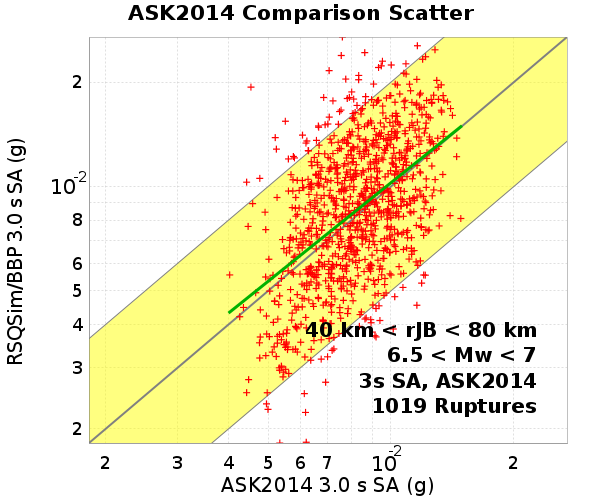 ASK2014 Comparison Scatter
RSQSim/BBP 3.0 s SA (g)
2
10-2
8
6
5
4
3
2
40 km < rJB < 80 km
6.5 < Mw < 7
3s SA, ASK2014
1019 Ruptures
2 3 4 5 6 7 10-2 2
ASK2014 3.0 s SA (g)